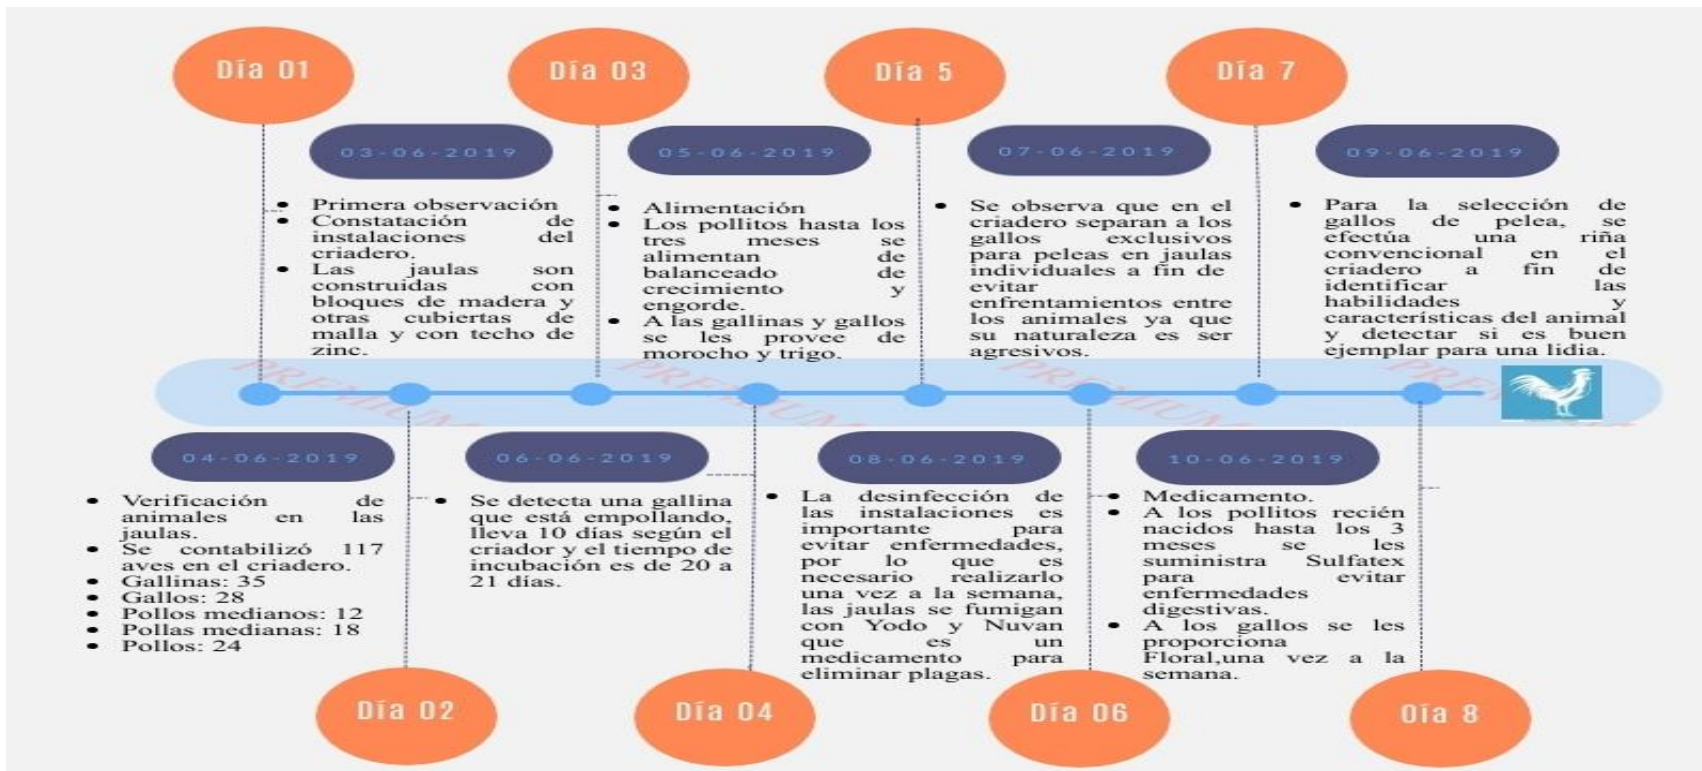 Día 01
03-06-2019
Primera observación
Constatación de
instalaciones del
criadero.
Las jaulas son
construidas con
bloques de madera y
otras cubiertas de
malla y con techo de
zinc.
04-06-2019
Verificación de
animales en las
jaulas.
Se contabilizó 117
aves en el criadero.
Gallinas: 35
Gallos: 28
Pollos medianos: 12
Pollas medianas: 18
Pollos: 24
Día 02
Día 03
05-06-2019
Alimentación
Los pollitos hasta los
tres meses se
alimentan de
balanceado de
crecimiento y
engorde.
A las gallinas y gallos
se les provee de
morocho y trigo.
06-06-2019
Se detecta una gallina
que está empollando,
lleva 10 días según el
criador y el tiempo de
incubación es de 20 a
21 días.
Día 04
Día 5
07-06-2019
Se observa que en el
criadero separan a los
gallos exclusivos
para peleas en jaulas
individuales a fin de
evitar
enfrentamientos entre
los animales ya que
su naturaleza es ser
agresivos.
08-06-2019
La desinfección de
las instalaciones es
importante para
evitar enfermedades,
por lo que es
necesario realizarlo
una vez a la semana,
las jaulas se fumigan
con Yodo y Nuvan
que es un
medicamento para
eliminar plagas.
Día 06
Día 7
09-06-2019
Para la selección de
gallos de pelea, se
efectúa una riña
convencional en el
criadero a fin de
identificar las
habilidades y
características del animal
y detectar si es buen
ejemplar para una lidia.
10-06-2019
Medicamento.
A los pollitos recién
nacidos hasta los 3
meses se les
suministra Sulfatex
para evitar
enfermedades
digestivas.
A los gallos se les
proporciona
Floral,una vez a la
semana.
Día 8
PREMIUM
PREMIUM
PREMIUM
PREMIUM